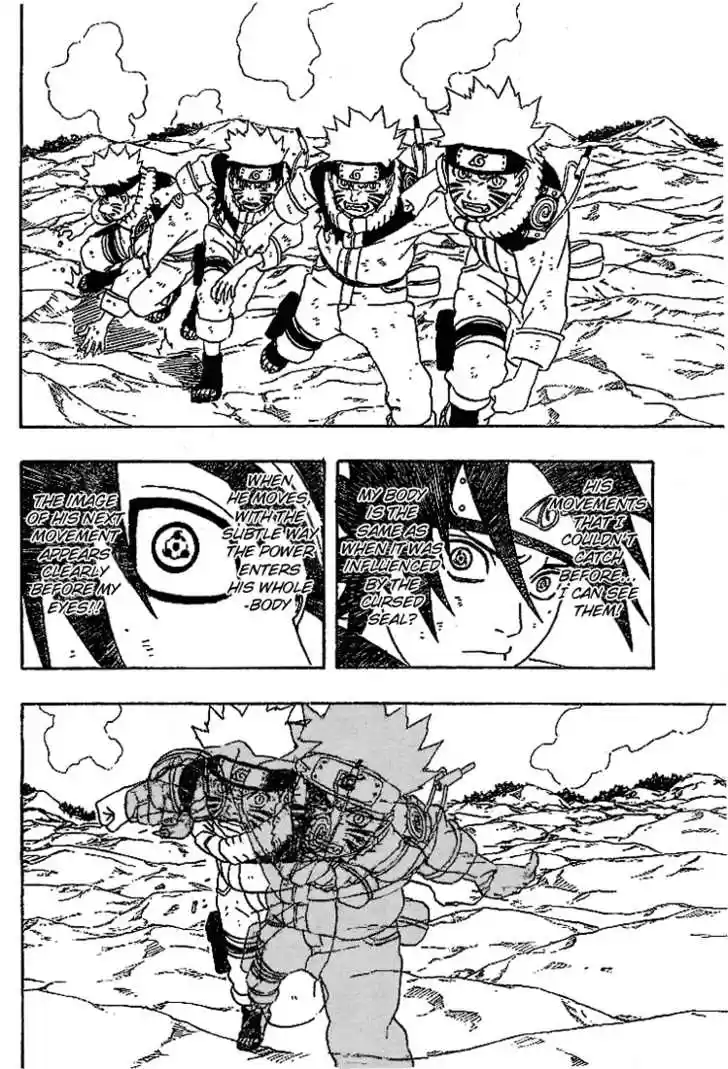 HIS
MOVEMENTS
THAT I
COULDN'T
CATCH
BEFORE...
I CAN SEE
THEM!
MY BODY
IS THE
SAME AS
WHEN IT WAS
INFLUENCED
BY THE
CURSED
SEAL?
WHEN
HE MOVES,
WITH THE
SUBTLE WAY
THE POWER
ENTERS
HIS WHOLE
-BODY
THE IMAGE
OF HIS NEXT
MOVEMENT
APPEARS
CLEARLY
BEFORE MY
EYES!!